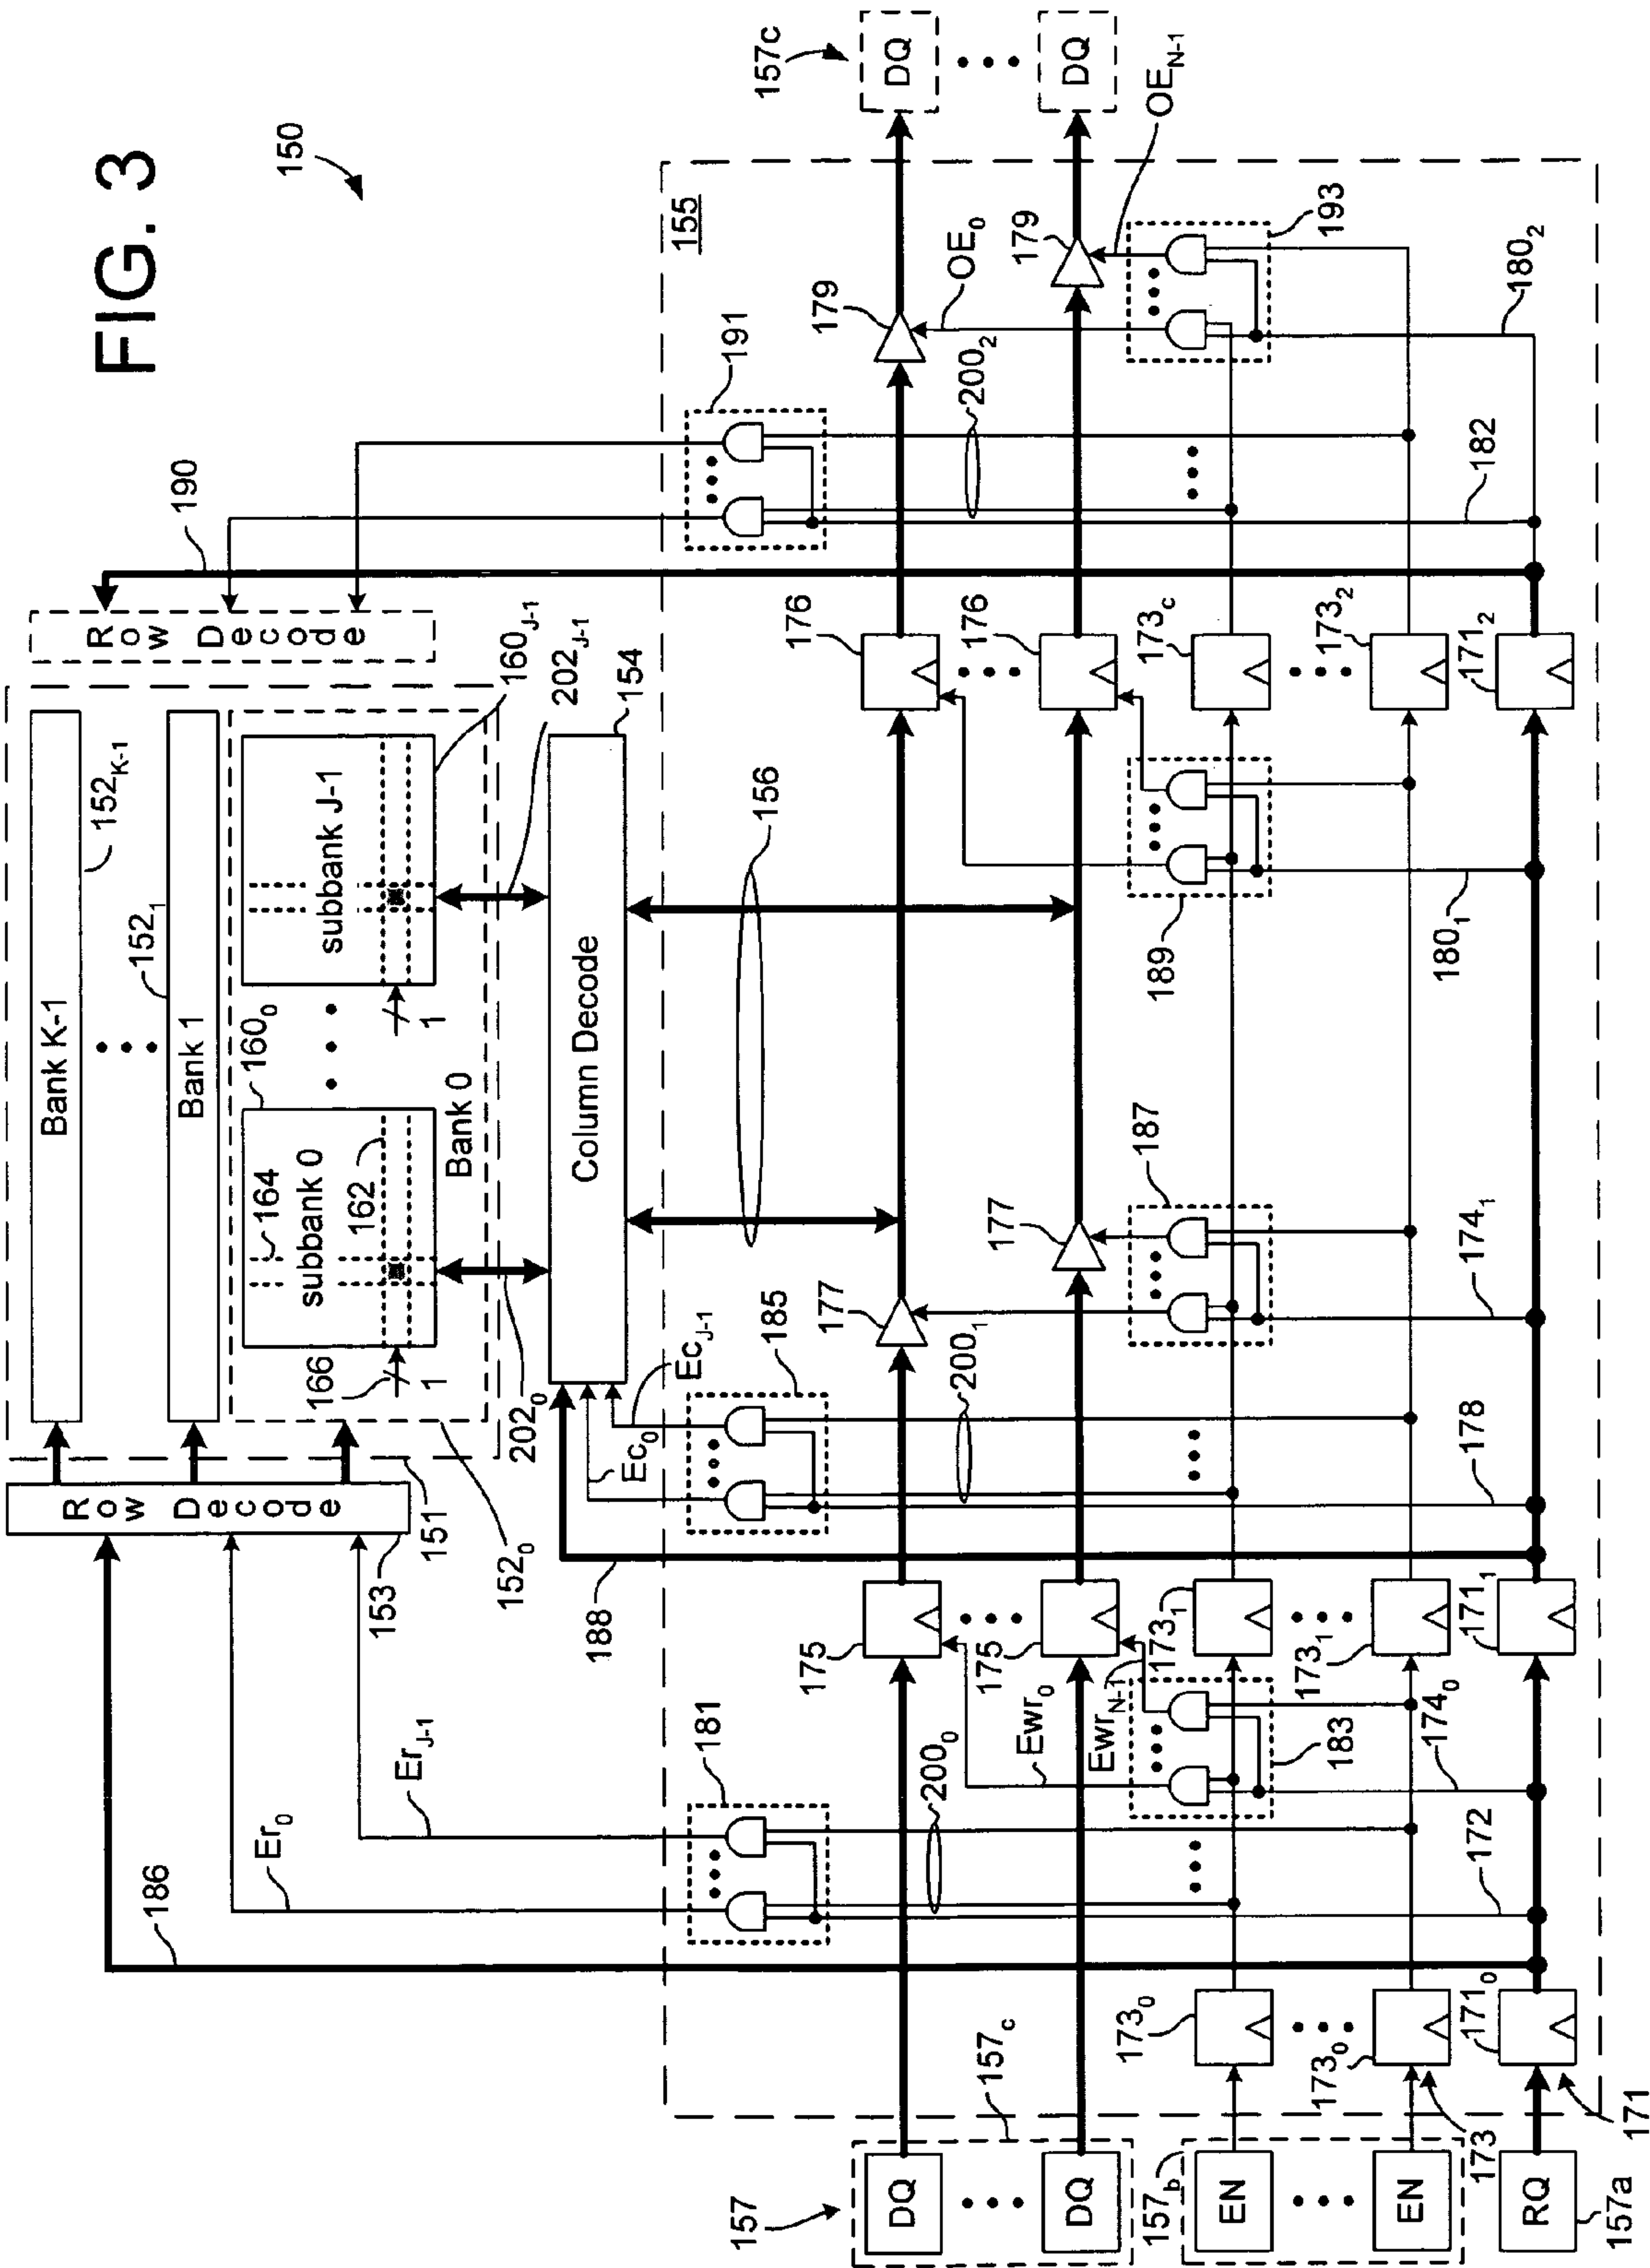 FIG. 3
150
Bank K-1
152K-1
Bank 1
1521
subbank 0
1600
164
162
166
1
subbank J-1
160J-1
1
Bank 0
Row Decode
153
151
1520
Row Decode
190
186
Er0
ErJ-1
2020
202J-1
Column Decode
154
188
Ec0
EcJ-1
156
155
181
185
191
2000
2001
2002
157
157c
DQ
DQ
175
175
177
177
176
176
179
179
OE0
OEN-1
157c
DQ
DQ
Ewr0
EwrN-1
183
187
189
193
157b
EN
EN
1730
1730
173
1731
1731
173c
1732
172
1740
178
1741
1801
182
1802
RQ
157a
1710
171
1711
1712